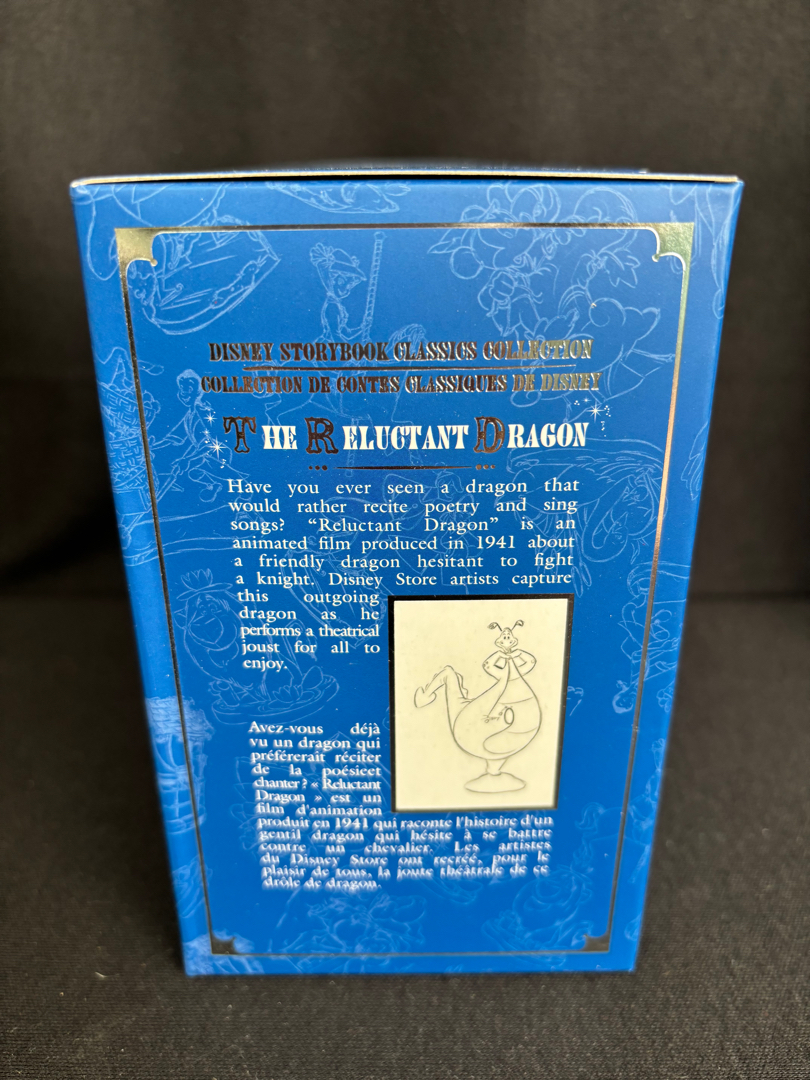 DISNEY STORYBOOK CLASSICS COLLECTION
COLLECTION DE CONTES CLASSIQUES DE DISNEY
THE RELUCTANT DRAGON
Have you ever seen a dragon that
would rather recite poetry and sing
songs? “Reluctant Dragon” is an
animated film produced in 1941 about
a friendly dragon hesitant to fight
a knight. Disney Store artists capture
this outgoing
dragon as he
performs a theatrical
joust for all to
enjoy.
Avez-vous déjà
vu un dragon qui
préférerait réciter
de la poésicet
chanter ? « Reluctant
Dragon » est un
film d'animation
produit en 1941 qui raconte l'histoire d'un
gentil dragon qui hésite à se battre
contre un chevalier. Les artistes
du Disney Store ont recréé, pour le
plaisir de tous, la joute théâtrale de ce
drôle de dragon.